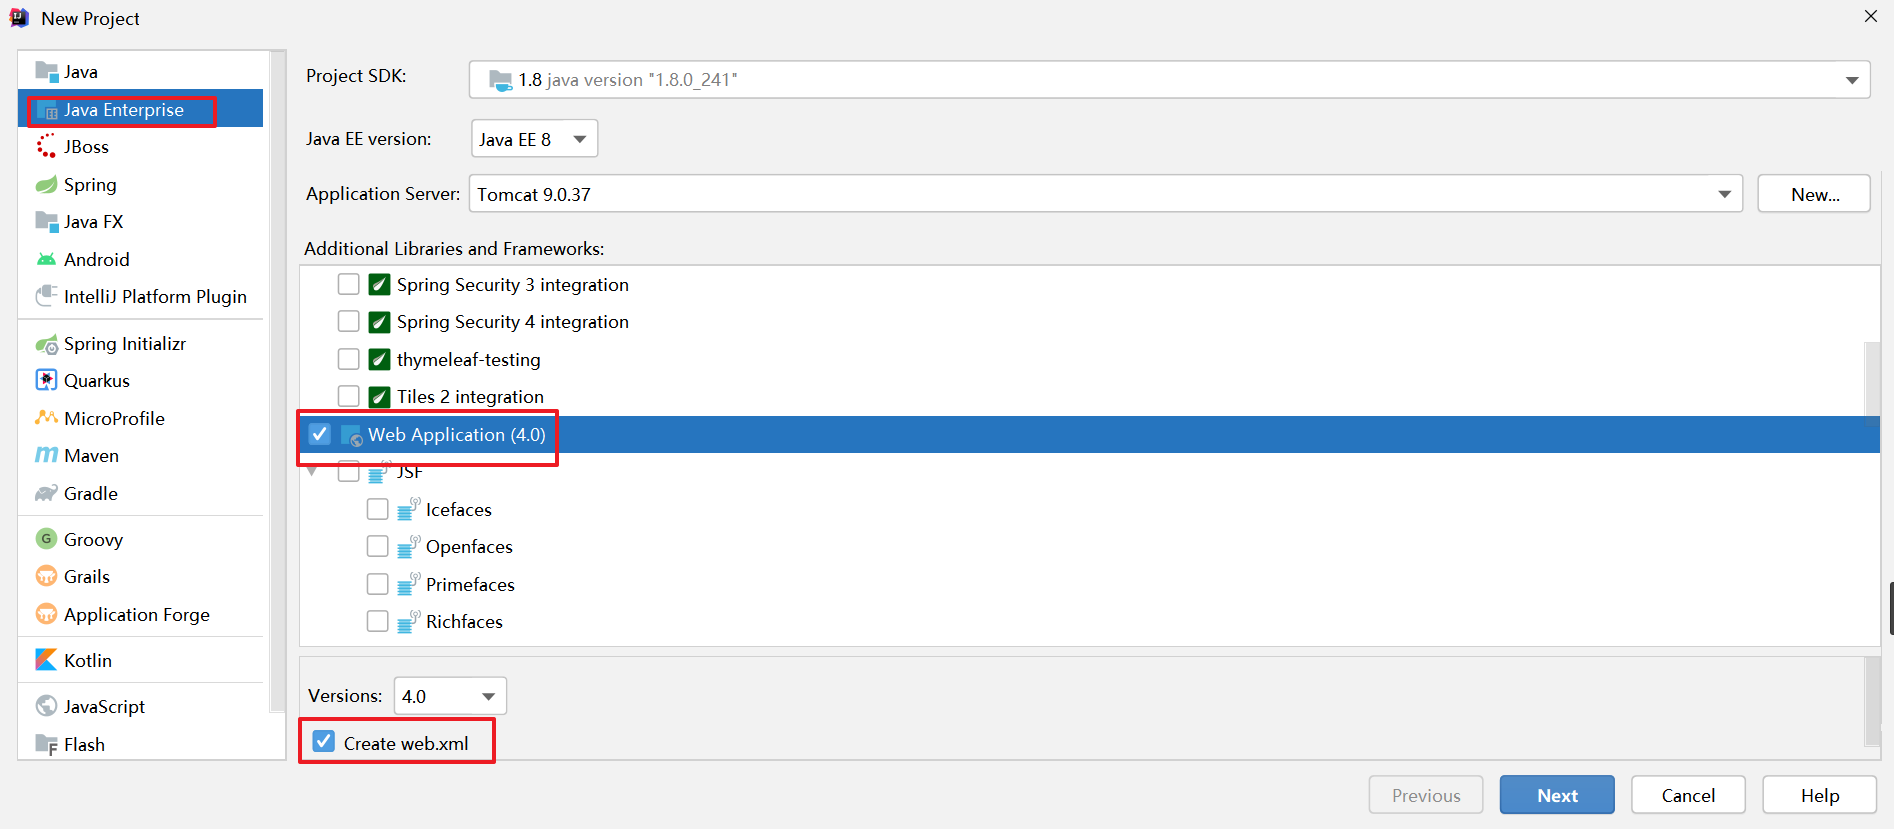 New Project
Java
Java Enterprise
JBoss
Spring
Java FX
Android
IntelliJ Platform Plugin
Spring Initializr
Quarkus
MicroProfile
Maven
Gradle
Groovy
Grails
Application Forge
Kotlin
JavaScript
Flash
Project SDK:
1.8 java version "1.8.0_241"
Java EE version:
Java EE 8
Application Server:
Tomcat 9.0.37
New...
Additional Libraries and Frameworks:
Spring Security 3 integration
Spring Security 4 integration
thymeleaf-testing
Tiles 2 integration
Web Application (4.0)
JSF
Icefaces
Openfaces
Primefaces
Richfaces
Versions:
4.0
Create web.xml
Previous
Next
Cancel
Help